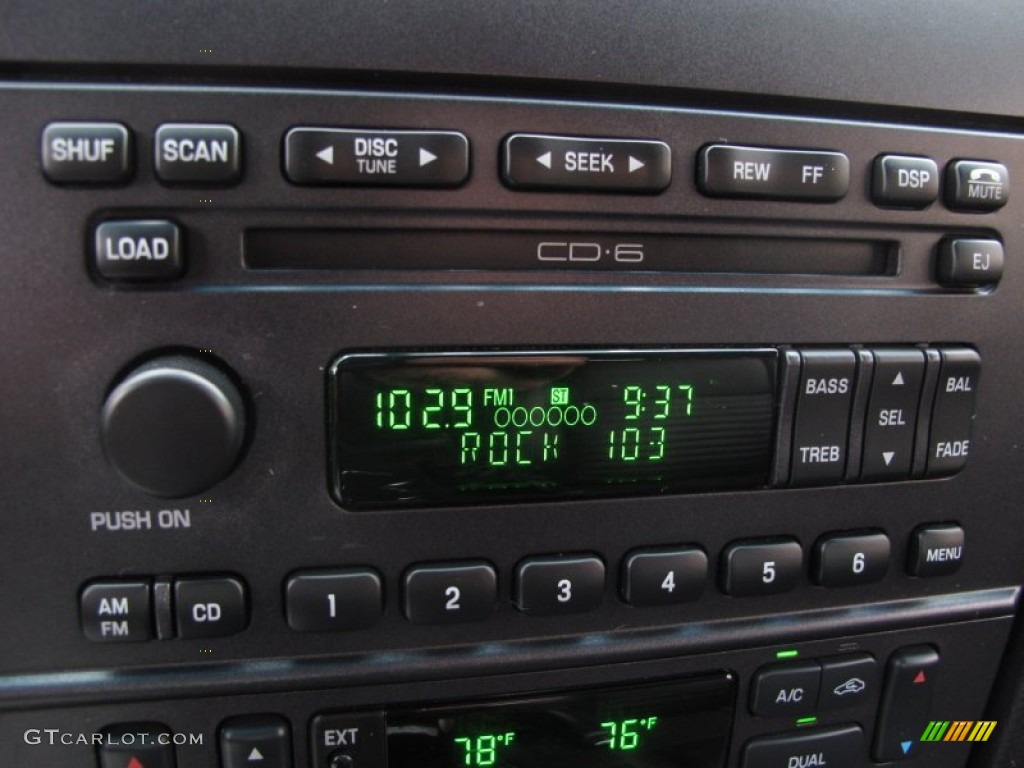 SHUF SCAN DISC TUNE SEEK REW FF DSP MUTE
LOAD CD·6 EJ
102.9 FM1 ST 9:37
ROCK 103
BASS TREB SEL BAL FADE
PUSH ON
AM FM CD 1 2 3 4 5 6 MENU
EXT 78°F 76°F A/C
DUAL
GTCARLOT.COM